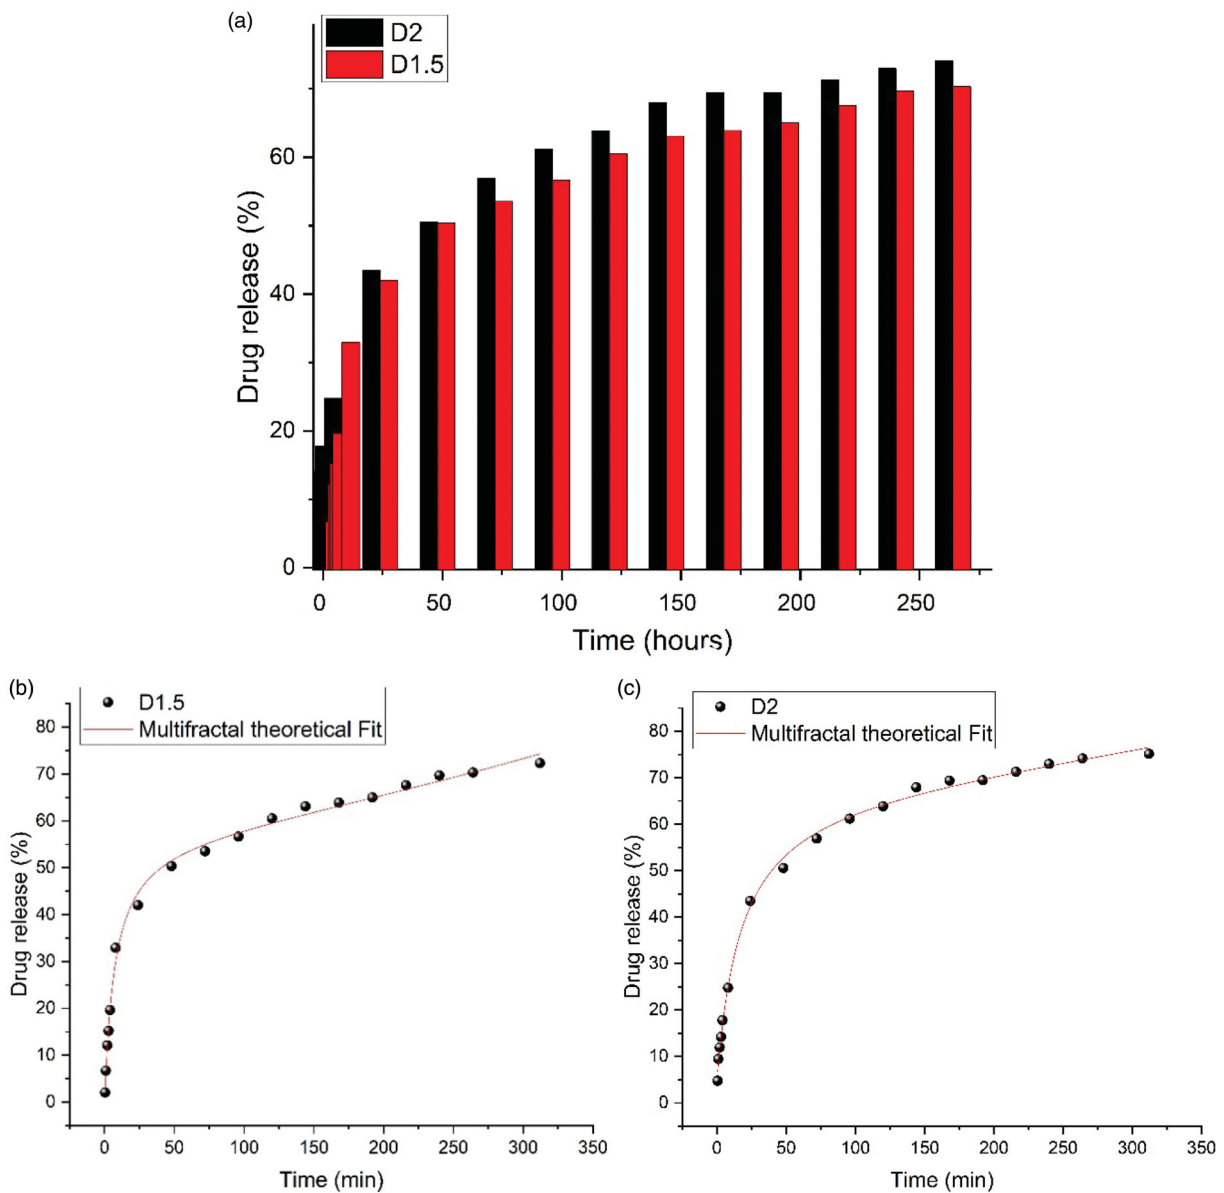 (a)
D2
D1.5
Drug release (%)
60
40
20
0
0 50 100 150 200 250
Time (hours)
(b)
D1.5
Multifractal theoretical Fit
Drug release (%)
80
70
60
50
40
30
20
10
0
0 50 100 150 200 250 300 350
Time (min)
(c)
D2
Multifractal theoretical Fit
Drug release (%)
80
70
60
50
40
30
20
10
0
0 50 100 150 200 250 300 350
Time (min)